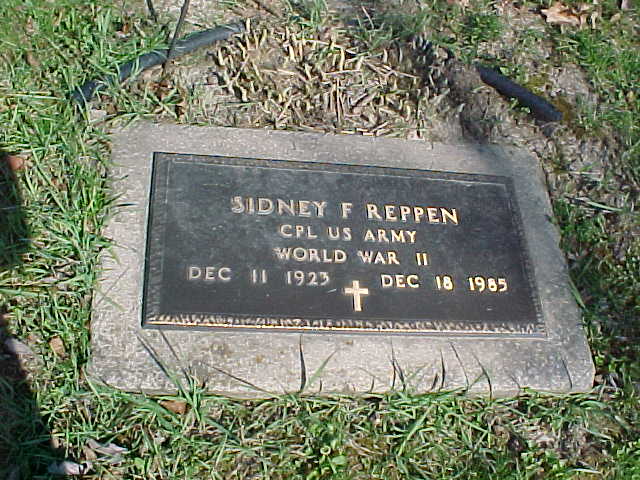 SIDNEY F REPPEN
CPL US ARMY
WORLD WAR II
DEC 11 1923 DEC 18 1985